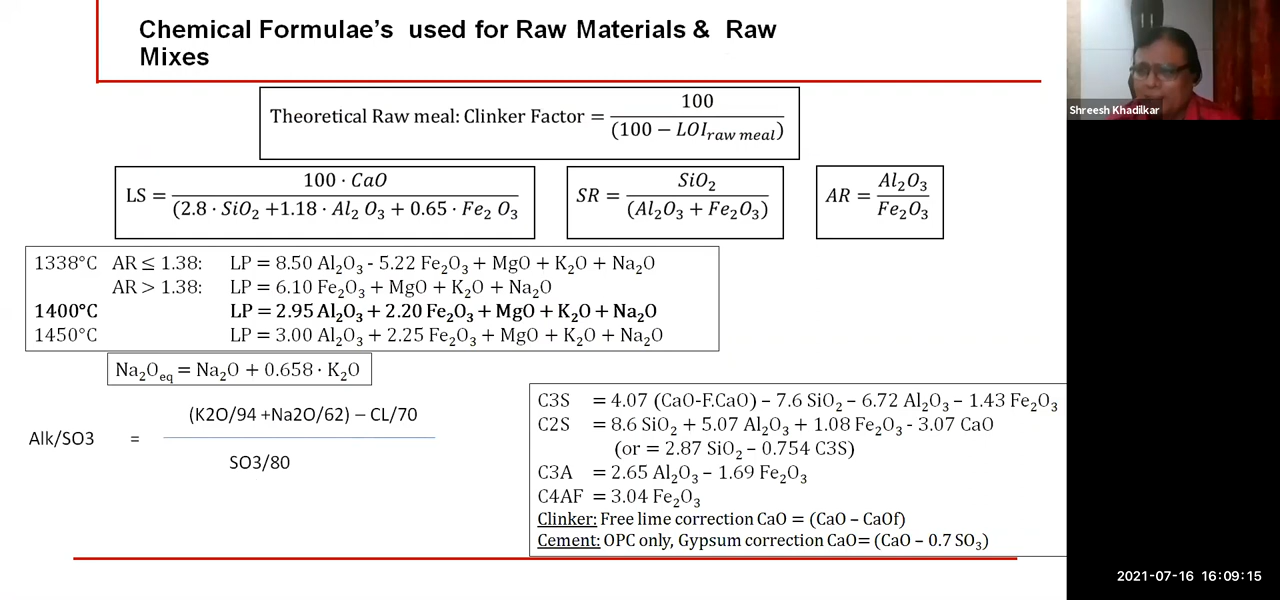 Chemical Formulae's used for Raw Materials & Raw
Mixes
Shreesh Khadilkar
Theoretical Raw meal: Clinker Factor = 100 / (100 − LOI_raw meal)
LS = 100 · CaO / (2.8 · SiO₂ +1.18 · Al₂ O₃ + 0.65 · Fe₂ O₃
SR = SiO₂ / (Al₂O₃ + Fe₂O₃)
AR = Al₂O₃ / Fe₂O₃
1338°C AR ≤ 1.38: LP = 8.50 Al₂O₃ - 5.22 Fe₂O₃ + MgO + K₂O + Na₂O
AR > 1.38: LP = 6.10 Fe₂O₃ + MgO + K₂O + Na₂O
1400°C LP = 2.95 Al₂O₃ + 2.20 Fe₂O₃ + MgO + K₂O + Na₂O
1450°C LP = 3.00 Al₂O₃ + 2.25 Fe₂O₃ + MgO + K₂O + Na₂O
Na₂Oeq = Na₂O + 0.658 · K₂O
Alk/SO3 = (K2O/94 +Na2O/62) – CL/70 / SO3/80
C3S = 4.07 (CaO-F.CaO) – 7.6 SiO₂ – 6.72 Al₂O₃ – 1.43 Fe₂O₃
C2S = 8.6 SiO₂ + 5.07 Al₂O₃ + 1.08 Fe₂O₃ - 3.07 CaO
(or = 2.87 SiO₂ – 0.754 C3S)
C3A = 2.65 Al₂O₃ – 1.69 Fe₂O₃
C4AF = 3.04 Fe₂O₃
Clinker: Free lime correction CaO = (CaO – CaOf)
Cement: OPC only, Gypsum correction CaO= (CaO – 0.7 SO₃)
2021-07-16 16:09:15